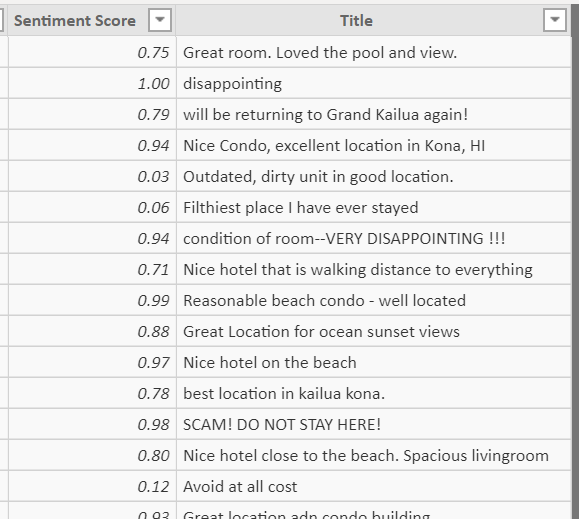 Sentiment Score Title
0.75 Great room. Loved the pool and view.
1.00 disappointing
0.79 will be returning to Grand Kailua again!
0.94 Nice Condo, excellent location in Kona, HI
0.03 Outdated, dirty unit in good location.
0.06 Filthiest place I have ever stayed
0.94 condition of room--VERY DISAPPOINTING !!!
0.71 Nice hotel that is walking distance to everything
0.99 Reasonable beach condo - well located
0.88 Great Location for ocean sunset views
0.97 Nice hotel on the beach
0.78 best location in kailua kona.
0.98 SCAM! DO NOT STAY HERE!
0.80 Nice hotel close to the beach. Spacious livingroom
0.12 Avoid at all cost
0.93 Great location adn condo building